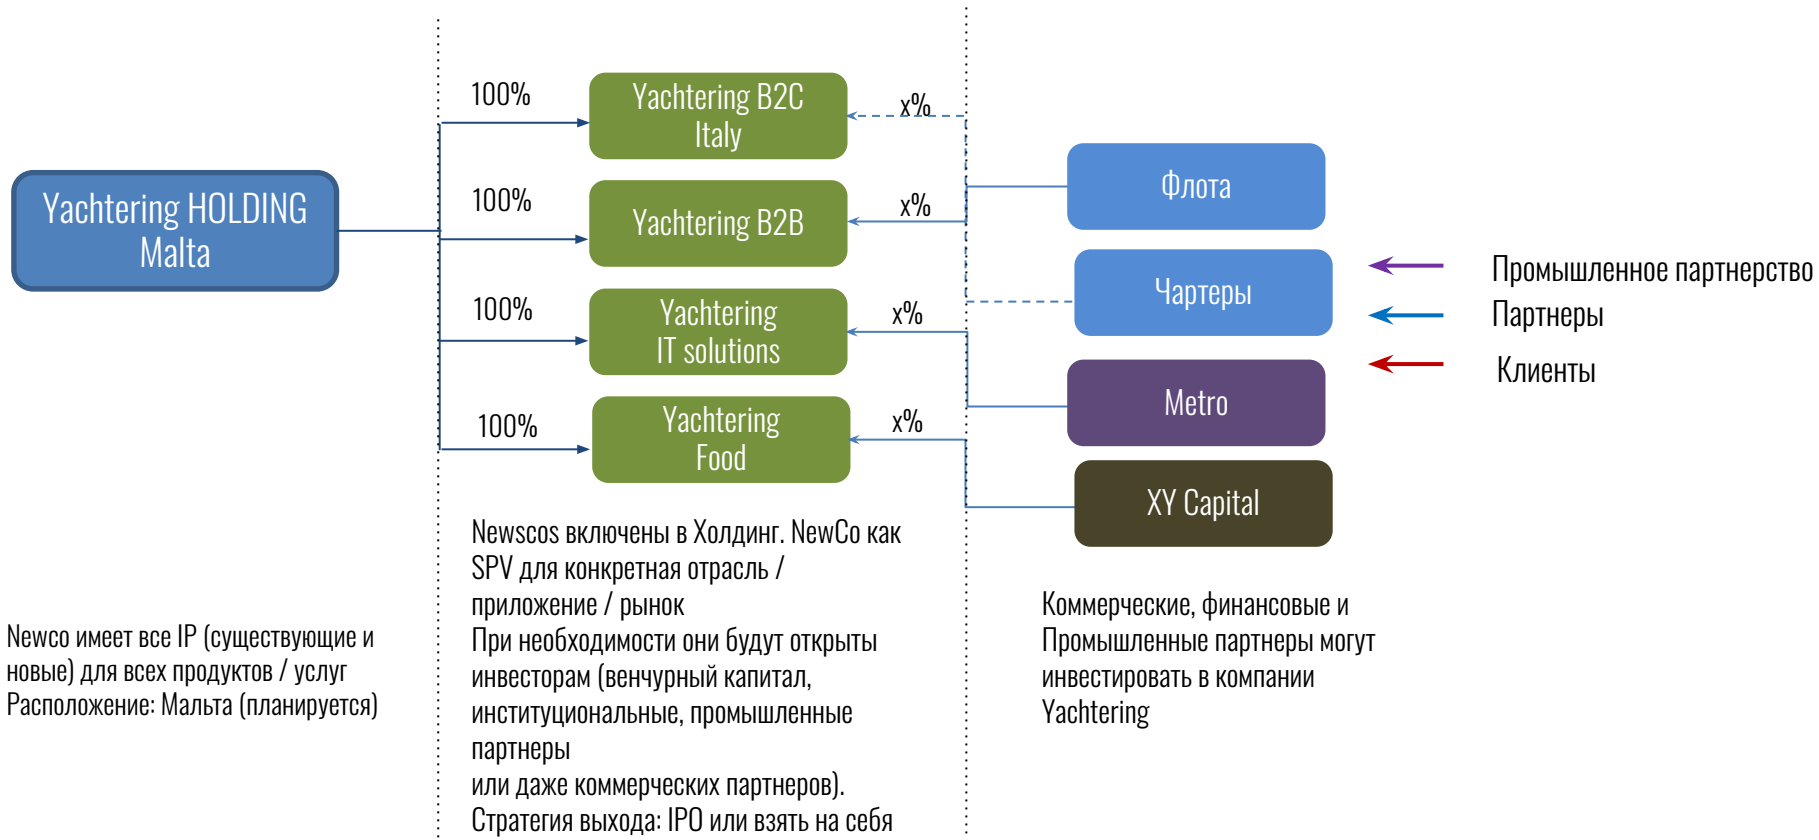 Yachtering HOLDING
Malta
Newco имеет все IP (существующие и
новые) для всех продуктов / услуг
Расположение: Мальта (планируется)
100%
100%
100%
100%
Yachtering B2C
Italy
Yachtering B2B
Yachtering
IT solutions
Yachtering
Food
Newscos включены в Холдинг. NewCo как
SPV для конкретная отрасль /
приложение / рынок
При необходимости они будут открыты
инвесторам (венчурный капитал,
институциональные, промышленные
партнеры
или даже коммерческих партнеров).
Стратегия выхода: IPO или взять на себя
x%
x%
x%
x%
Флота
Чартеры
Metro
XY Capital
Коммерческие, финансовые и
Промышленные партнеры могут
инвестировать в компании
Yachtering
Промышленное партнерство
Партнеры
Клиенты